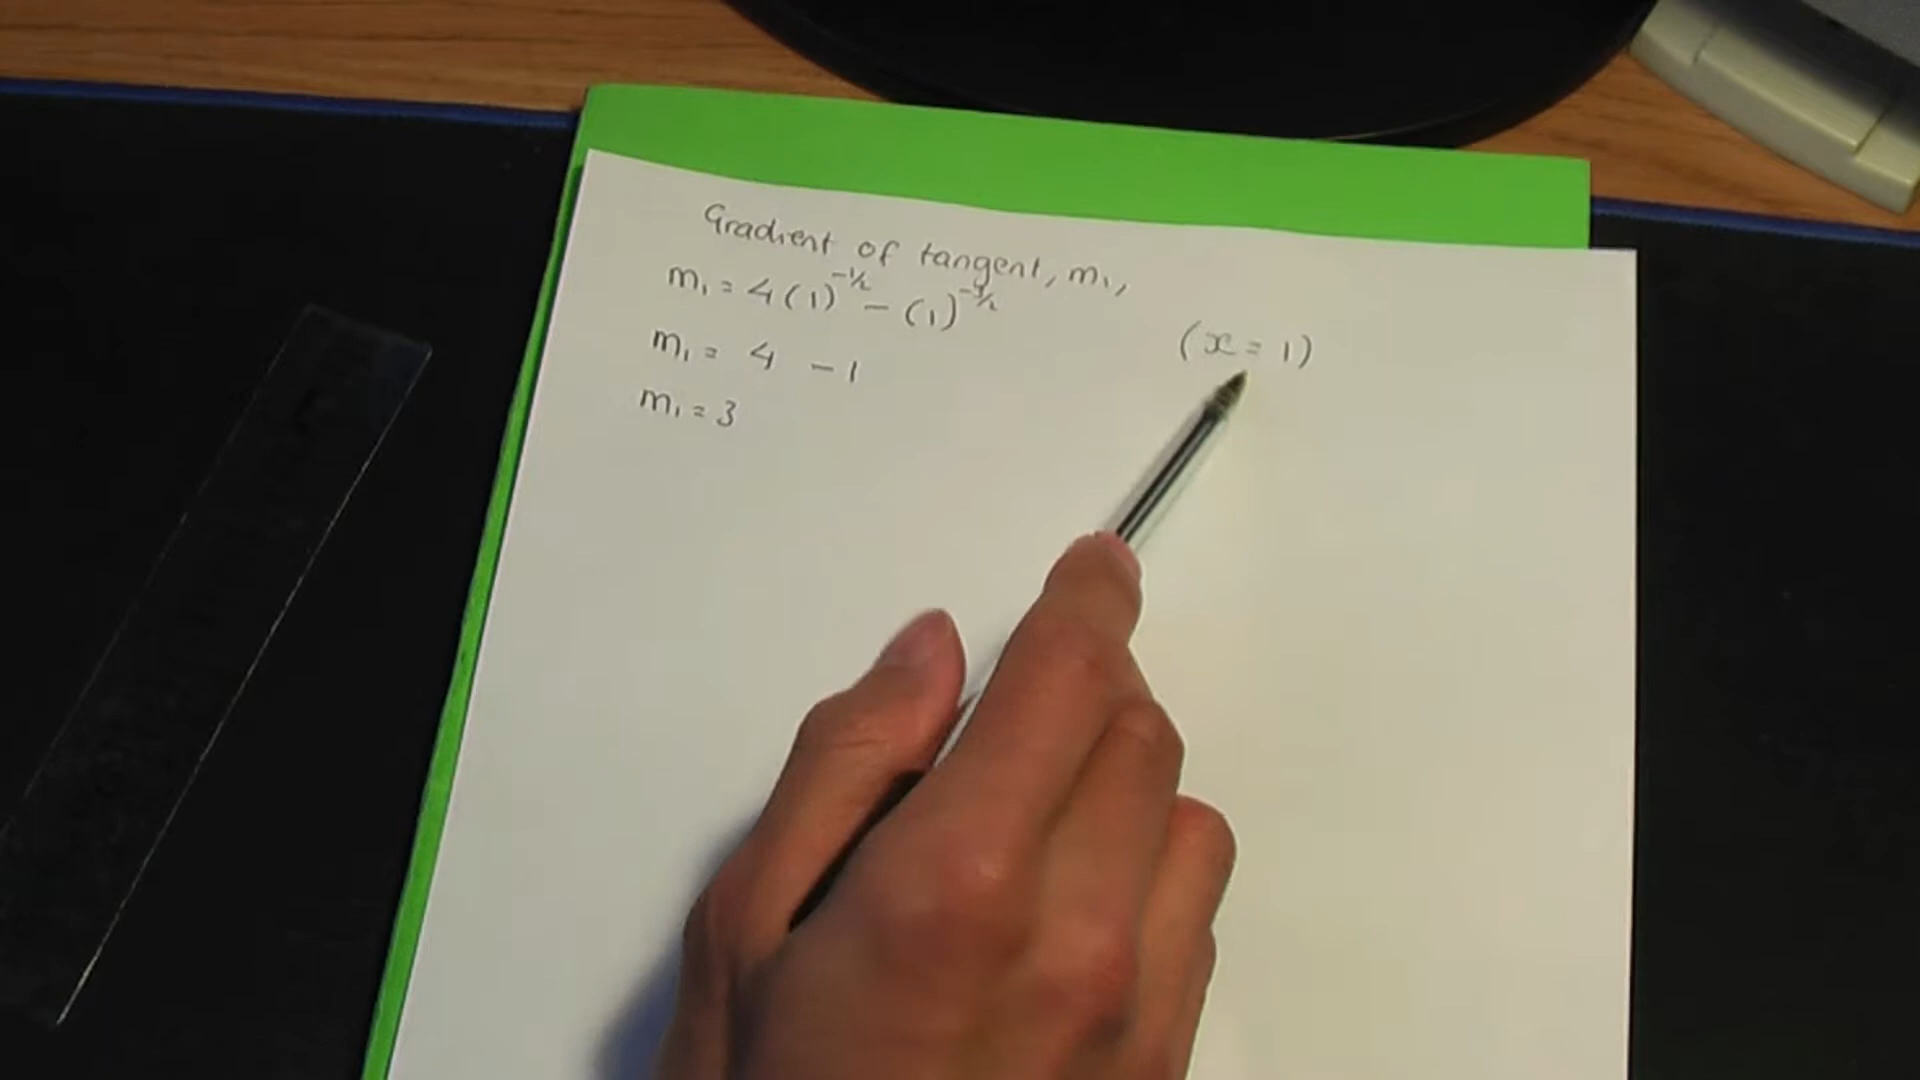 Gradient of tangent, m₁,
m₁ = 4(1)^-1/2 - (1)^-3/2
(x = 1)
m₁ = 4 - 1
m₁ = 3